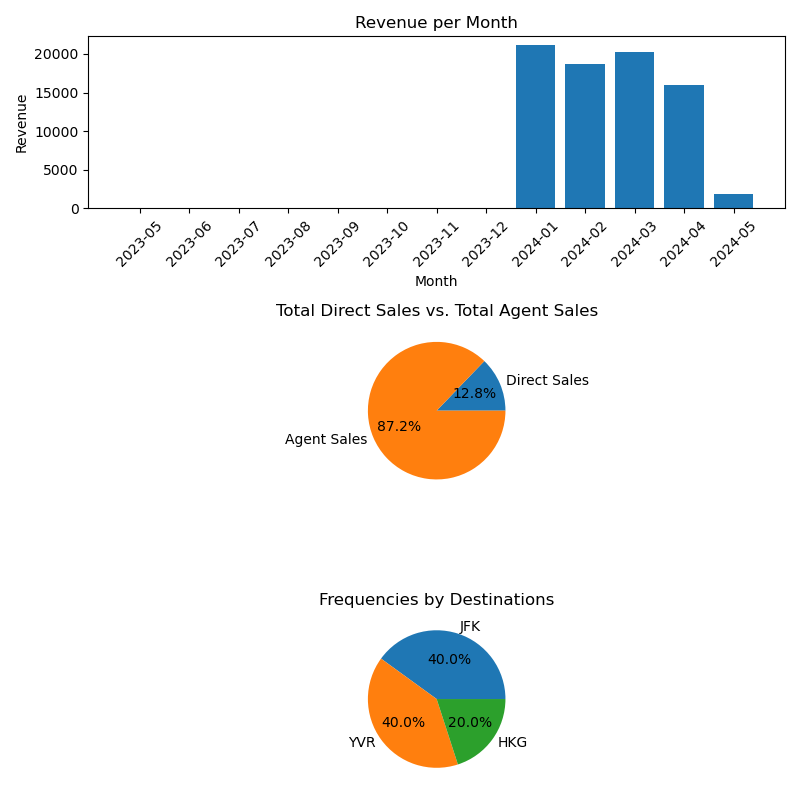 Revenue per Month
20000
15000
10000
5000
0
Revenue
2023-05
2023-06
2023-07
2023-08
2023-09
2023-10
2023-11
2023-12
2024-01
2024-02
2024-03
2024-04
2024-05
Month
Total Direct Sales vs. Total Agent Sales
Direct Sales
12.8%
87.2%
Agent Sales
Frequencies by Destinations
JFK
40.0%
40.0%
20.0%
YVR
HKG